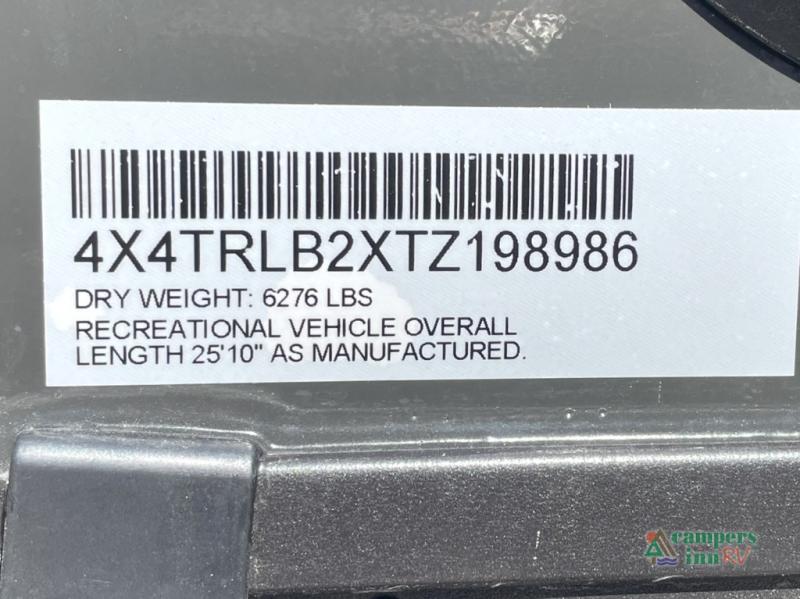 4X4TRLB2XTZ198986
DRY WEIGHT: 6276 LBS
RECREATIONAL VEHICLE OVERALL
LENGTH 25'10" AS MANUFACTURED.
campers
inn RV